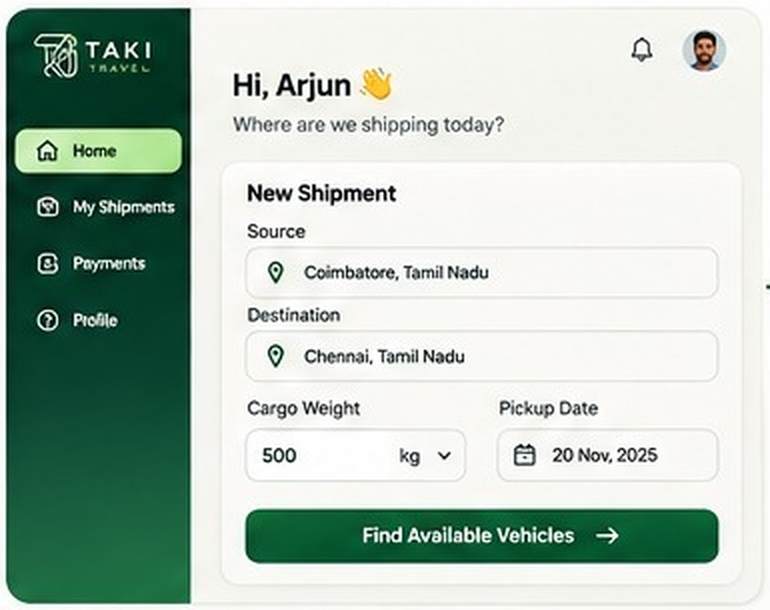 TAKI
TRAVEL
Home
My Shipments
Payments
Profile
Hi, Arjun 👋
Where are we shipping today?
New Shipment
Source
Coimbatore, Tamil Nadu
Destination
Chennai, Tamil Nadu
Cargo Weight
Pickup Date
500 kg
20 Nov, 2025
Find Available Vehicles →